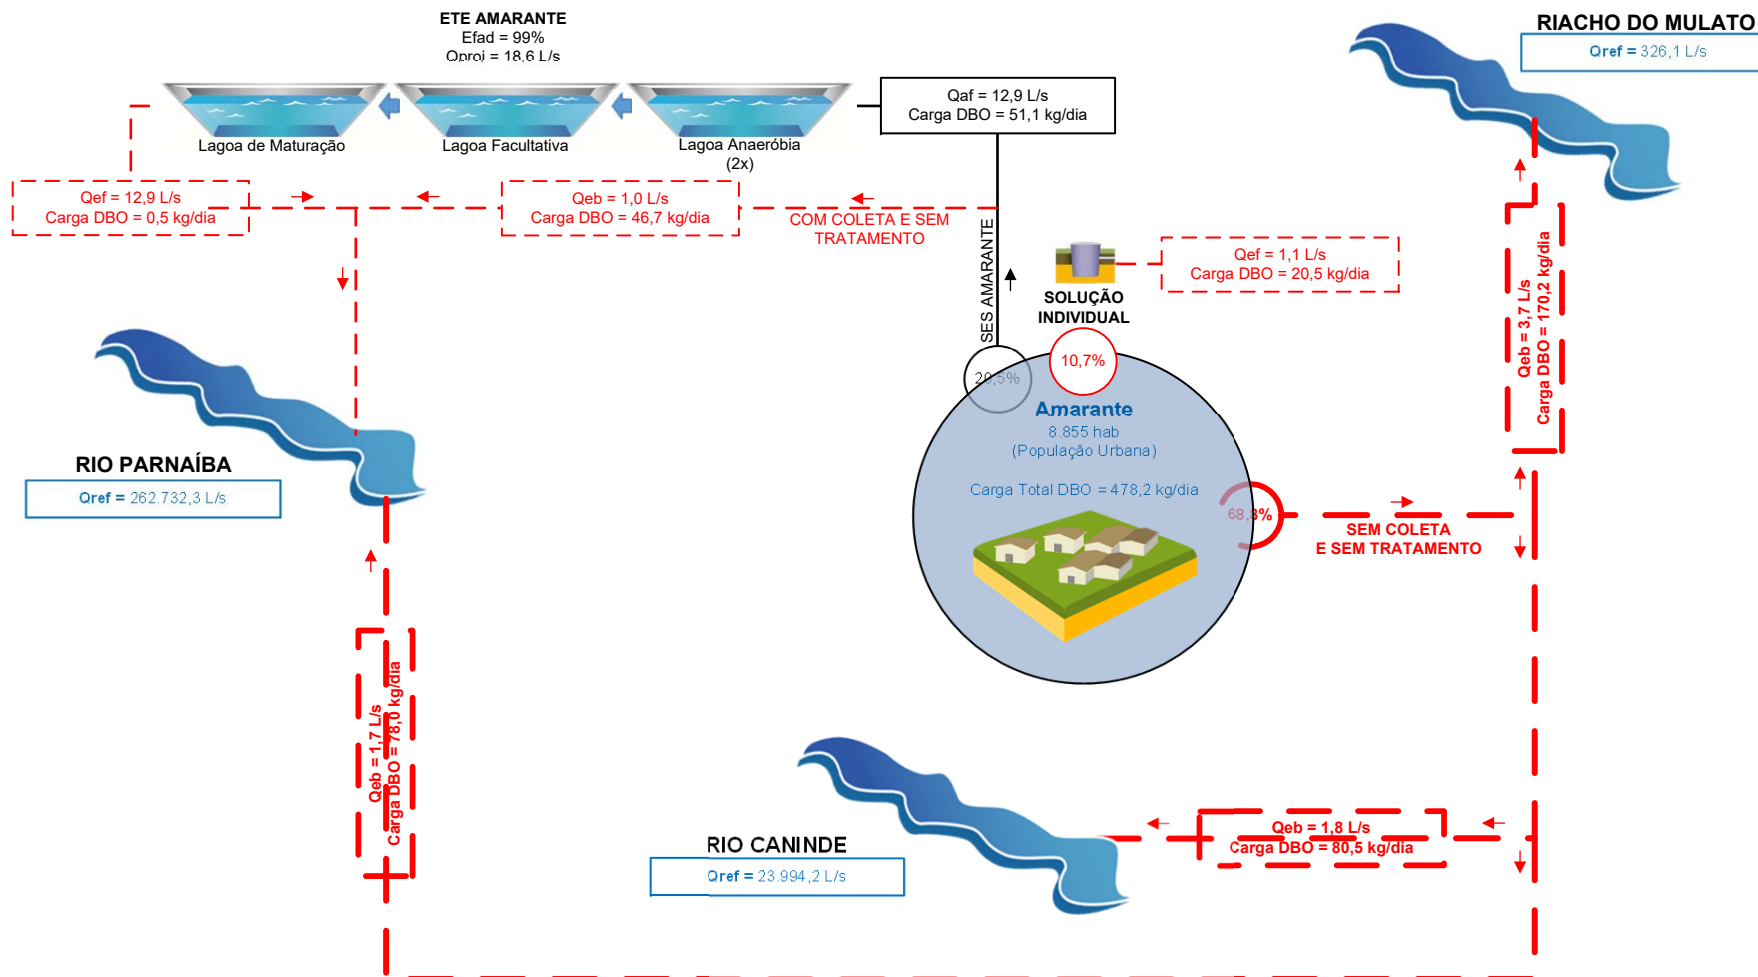 ETE AMARANTE
Efad = 99%
Qproj = 18,6 L/s
RIACHO DO MULATO
Qref = 326,1 L/s
Qaf = 12,9 L/s
Carga DBO = 51,1 kg/dia
Lagoa de Maturação
Lagoa Facultativa
Lagoa Anaeróbia
(2x)
Qef = 12,9 L/s
Carga DBO = 0,5 kg/dia
Qeb = 1,0 L/s
Carga DBO = 46,7 kg/dia
COM COLETA E SEM
TRATAMENTO
SES AMARANTE
SOLUÇÃO
INDIVIDUAL
Qef = 1,1 L/s
Carga DBO = 20,5 kg/dia
Qeb = 3,7 L/s
Carga DBO = 170,2 kg/dia
10,7%
20,5%
Amarante
8.855 hab
(População Urbana)
Carga Total DBO = 478,2 kg/dia
68,8%
SEM COLETA
E SEM TRATAMENTO
RIO PARNAÍBA
Qref = 262.732,3 L/s
Qeb = 1,7 L/s
Carga DBO = 78,0 kg/dia
RIO CANINDE
Qref = 23.994,2 L/s
Qeb = 1,8 L/s
Carga DBO = 80,5 kg/dia